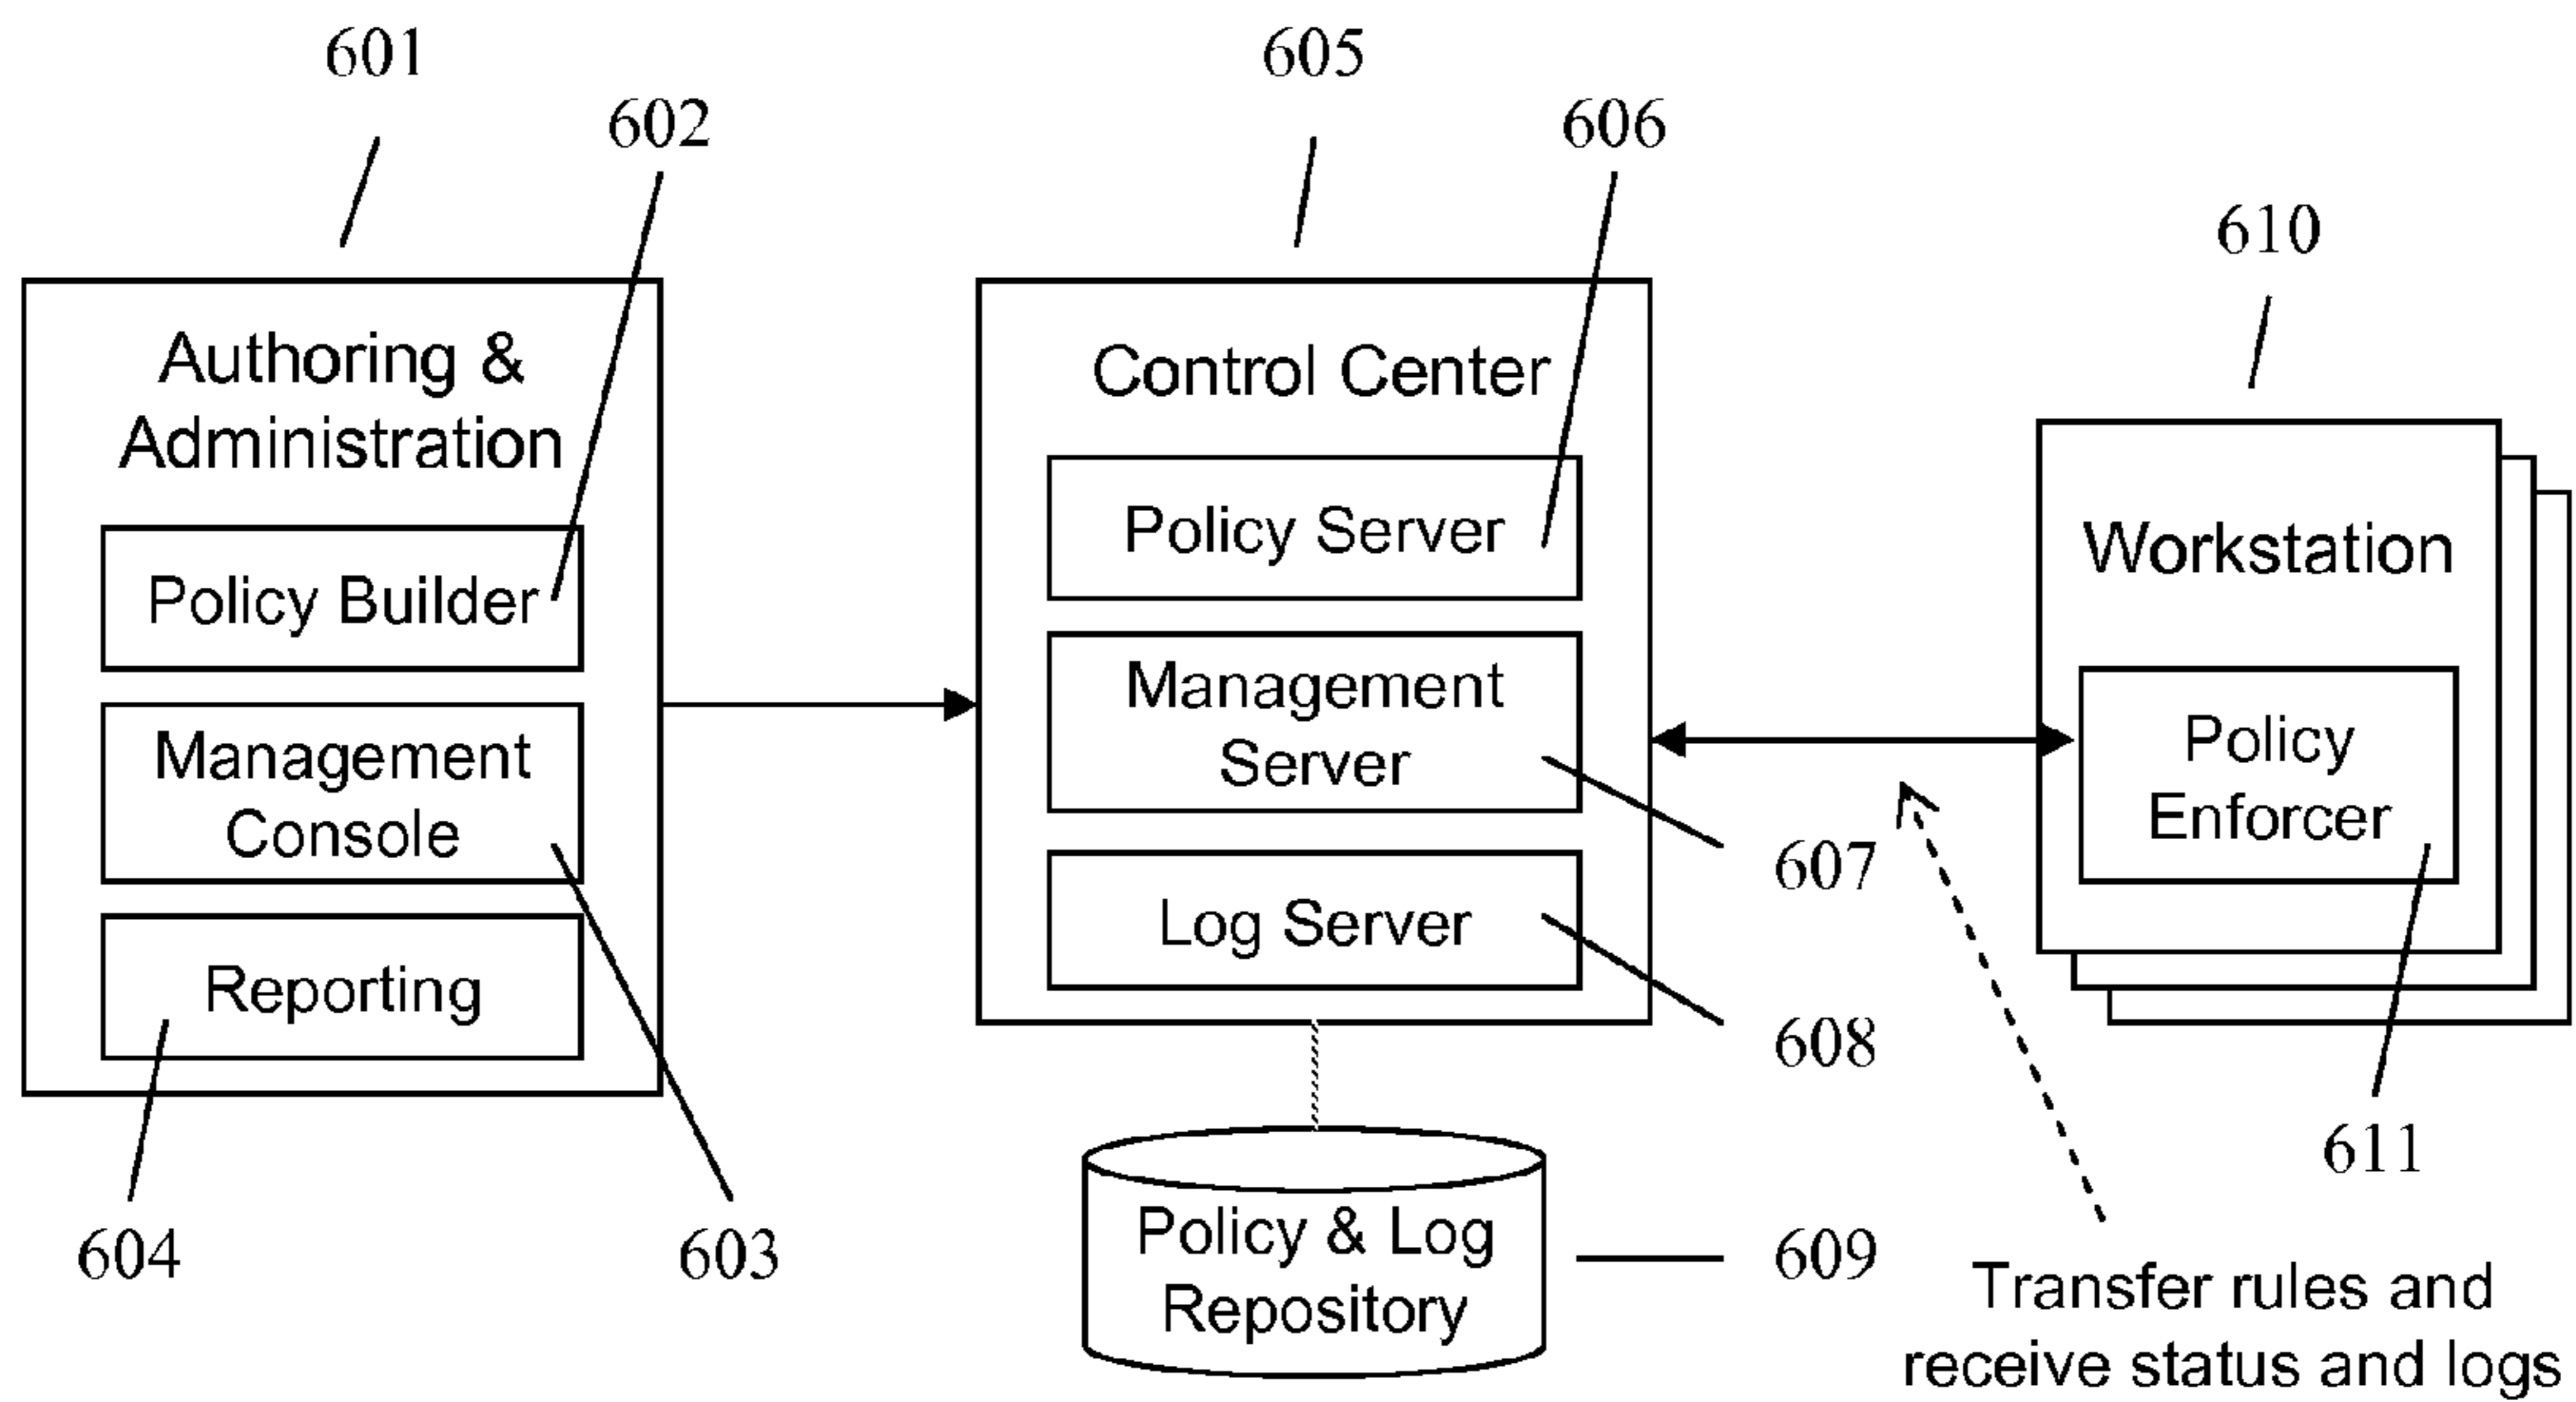 601
602
605
606
610
Authoring &
Administration
Policy Builder
Management
Console
Reporting
604
603
Control Center
Policy Server
Management
Server
Log Server
607
608
Policy & Log
Repository
609
Workstation
Policy
Enforcer
611
Transfer rules and
receive status and logs